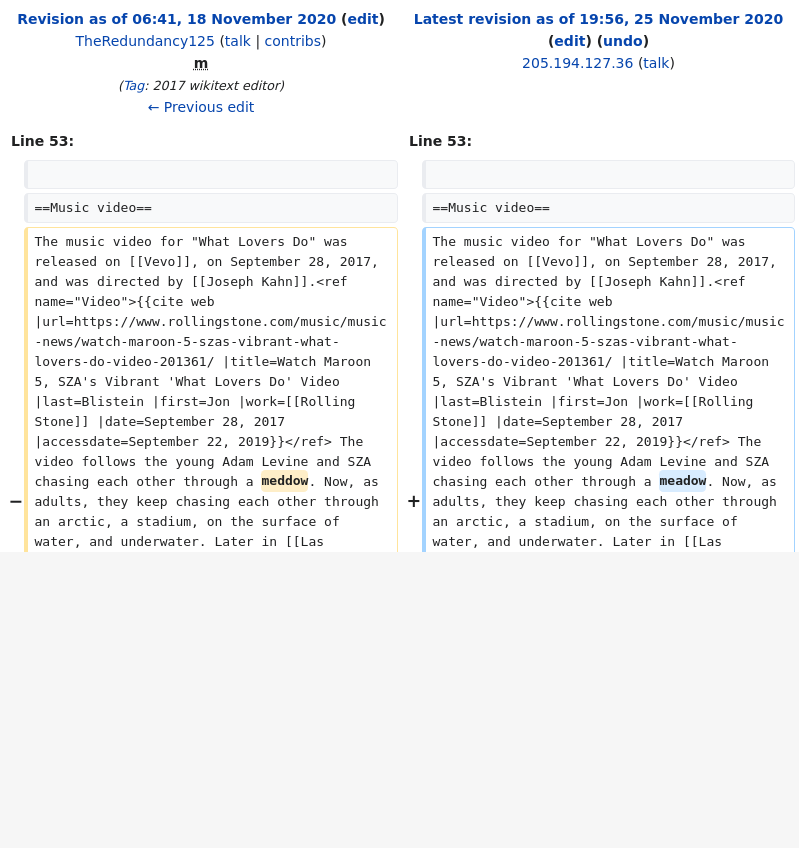 Revision as of 06:41, 18 November 2020 (edit)
TheRedundancy125 (talk | contribs)
m
(Tag: 2017 wikitext editor)
← Previous edit
Latest revision as of 19:56, 25 November 2020
(edit) (undo)
205.194.127.36 (talk)
Line 53:
==Music video==
−
The music video for "What Lovers Do" was
released on [[Vevo]], on September 28, 2017,
and was directed by [[Joseph Kahn]].<ref
name="Video">{{cite web
|url=https://www.rollingstone.com/music/music
-news/watch-maroon-5-szas-vibrant-what-
lovers-do-video-201361/ |title=Watch Maroon
5, SZA's Vibrant 'What Lovers Do' Video
|last=Blistein |first=Jon |work=[[Rolling
Stone]] |date=September 28, 2017
|accessdate=September 22, 2019}}</ref> The
video follows the young Adam Levine and SZA
chasing each other through a meddow. Now, as
adults, they keep chasing each other through
an arctic, a stadium, on the surface of
water, and underwater. Later in [[Las
Line 53:
==Music video==
+
The music video for "What Lovers Do" was
released on [[Vevo]], on September 28, 2017,
and was directed by [[Joseph Kahn]].<ref
name="Video">{{cite web
|url=https://www.rollingstone.com/music/music
-news/watch-maroon-5-szas-vibrant-what-
lovers-do-video-201361/ |title=Watch Maroon
5, SZA's Vibrant 'What Lovers Do' Video
|last=Blistein |first=Jon |work=[[Rolling
Stone]] |date=September 28, 2017
|accessdate=September 22, 2019}}</ref> The
video follows the young Adam Levine and SZA
chasing each other through a meadow. Now, as
adults, they keep chasing each other through
an arctic, a stadium, on the surface of
water, and underwater. Later in [[Las